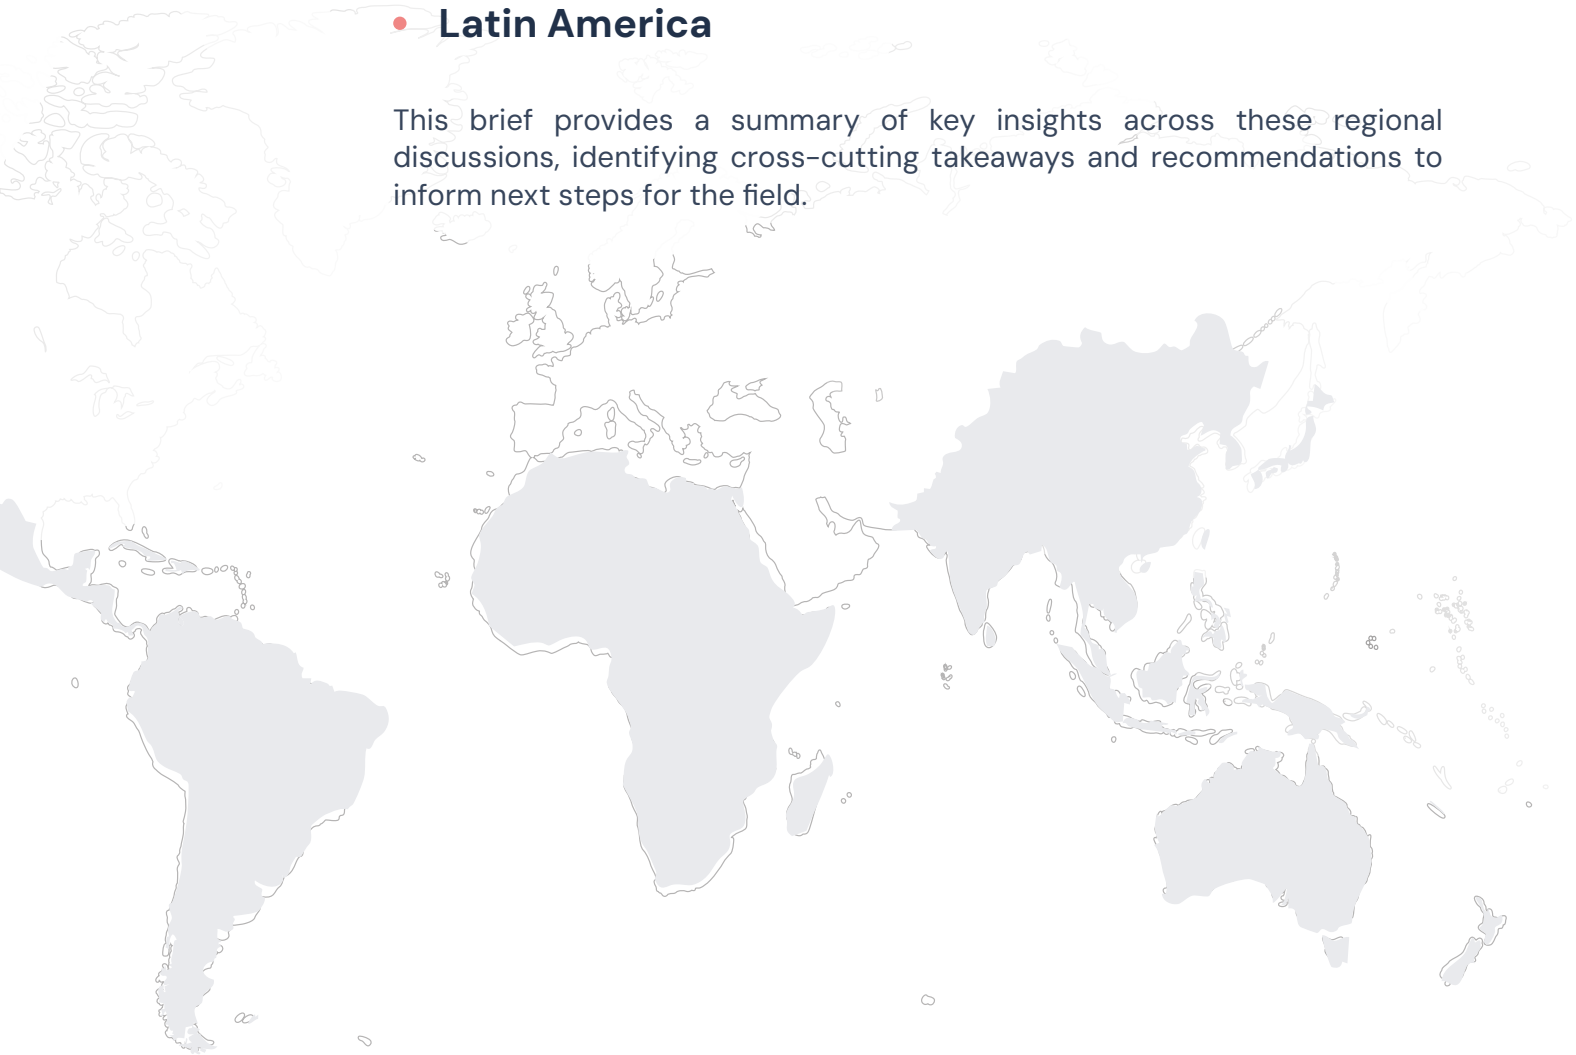 • Latin America
This brief provides a summary of key insights across these regional
discussions, identifying cross-cutting takeaways and recommendations to
inform next steps for the field.